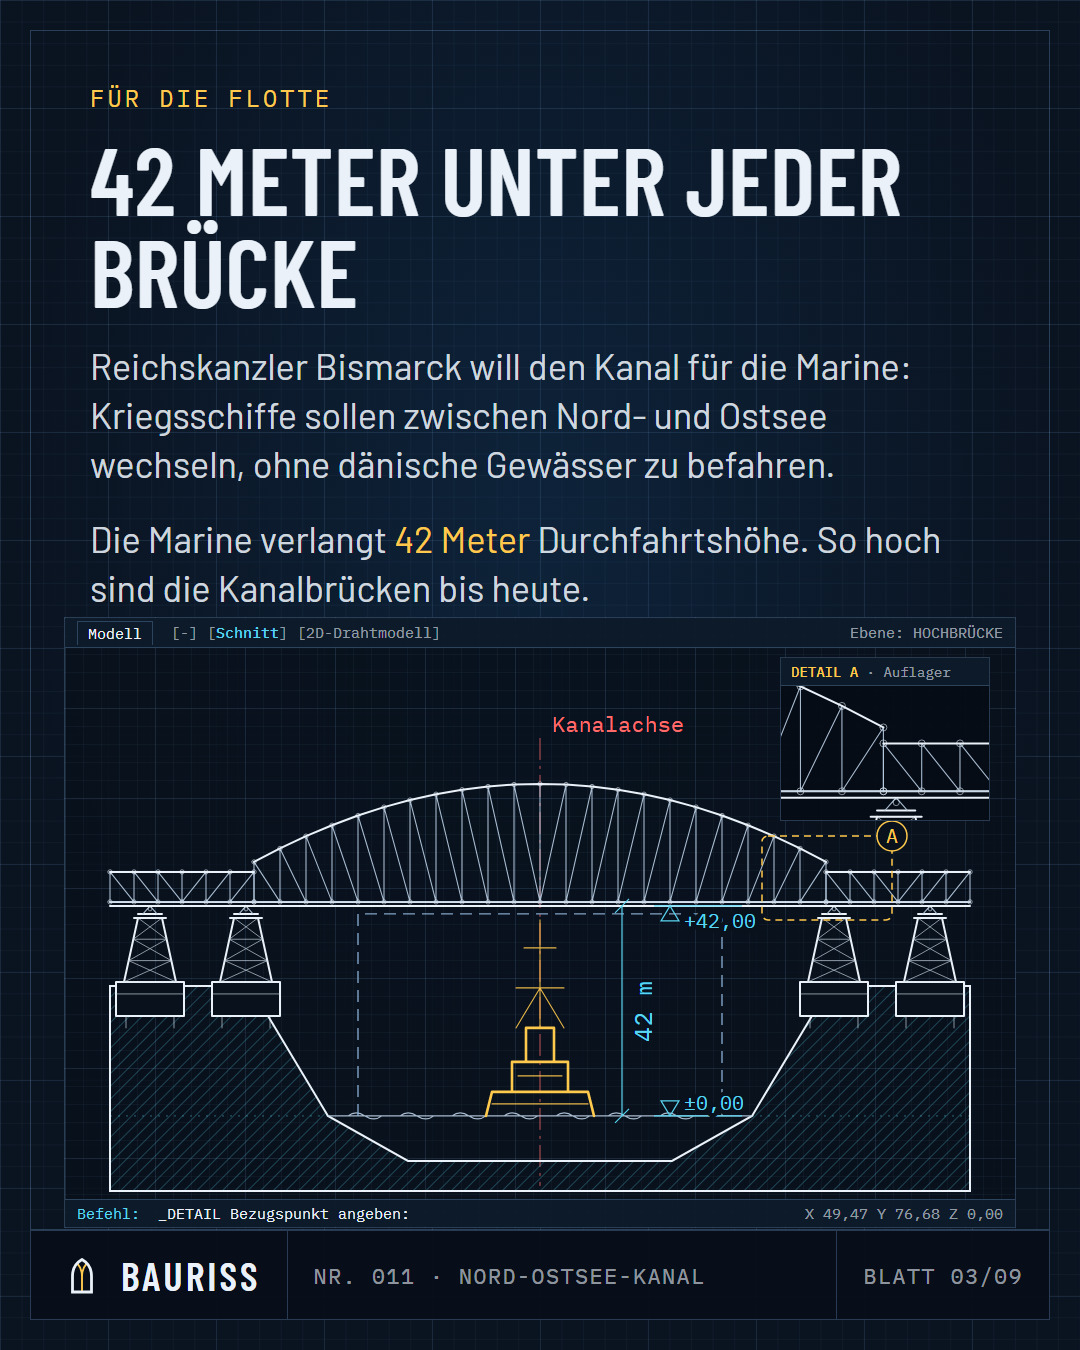 FÜR DIE FLOTTE
42 METER UNTER JEDER
BRÜCKE
Reichskanzler Bismarck will den Kanal für die Marine:
Kriegsschiffe sollen zwischen Nord- und Ostsee
wechseln, ohne dänische Gewässer zu befahren.
Die Marine verlangt 42 Meter Durchfahrtshöhe. So hoch
sind die Kanalbrücken bis heute.
Modell [-] [Schnitt] [2D-Drahtmodell] Ebene: HOCHBRÜCKE
DETAIL A · Auflager
Kanalachse
A
+42,00
42 m
±0,00
Befehl: _DETAIL Bezugspunkt angeben: X 49,47 Y 76,68 Z 0,00
BAURISS NR. 011 · NORD-OSTSEE-KANAL BLATT 03/09